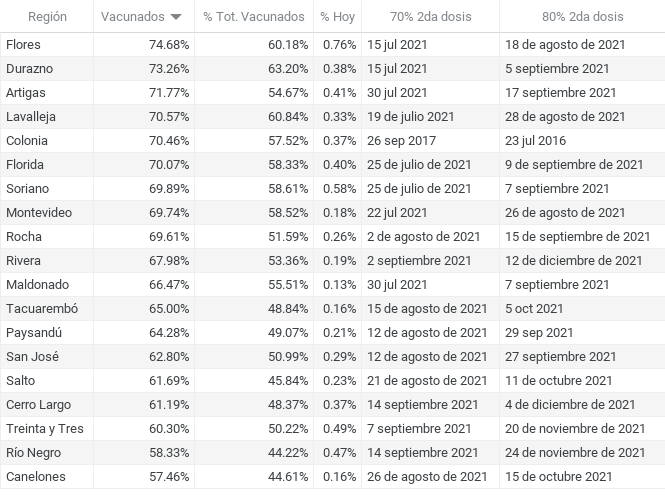 Región Vacunados % Tot. Vacunados % Hoy 70% 2da dosis 80% 2da dosis
Flores 74.68% 60.18% 0.76% 15 jul 2021 18 de agosto de 2021
Durazno 73.26% 63.20% 0.38% 15 jul 2021 5 septiembre 2021
Artigas 71.77% 54.67% 0.41% 30 jul 2021 17 septiembre 2021
Lavalleja 70.57% 60.84% 0.33% 19 de julio 2021 28 de agosto de 2021
Colonia 70.46% 57.52% 0.37% 26 sep 2017 23 jul 2016
Florida 70.07% 58.33% 0.40% 25 de julio de 2021 9 de septiembre de 2021
Soriano 69.89% 58.61% 0.58% 25 de julio de 2021 7 septiembre 2021
Montevideo 69.74% 58.52% 0.18% 22 jul 2021 26 de agosto de 2021
Rocha 69.61% 51.59% 0.26% 2 de agosto de 2021 15 de septiembre de 2021
Rivera 67.98% 53.36% 0.19% 2 septiembre 2021 12 de diciembre de 2021
Maldonado 66.47% 55.51% 0.13% 30 jul 2021 7 septiembre 2021
Tacuarembó 65.00% 48.84% 0.16% 15 de agosto de 2021 5 oct 2021
Paysandú 64.28% 49.07% 0.21% 12 de agosto de 2021 29 sep 2021
San José 62.80% 50.99% 0.29% 12 de agosto de 2021 27 septiembre 2021
Salto 61.69% 45.84% 0.23% 21 de agosto de 2021 11 de octubre 2021
Cerro Largo 61.19% 48.37% 0.37% 14 septiembre 2021 4 de diciembre de 2021
Treinta y Tres 60.30% 50.22% 0.49% 7 septiembre 2021 20 de noviembre de 2021
Río Negro 58.33% 44.22% 0.47% 14 septiembre 2021 24 de noviembre de 2021
Canelones 57.46% 44.61% 0.16% 26 de agosto de 2021 15 de octubre 2021